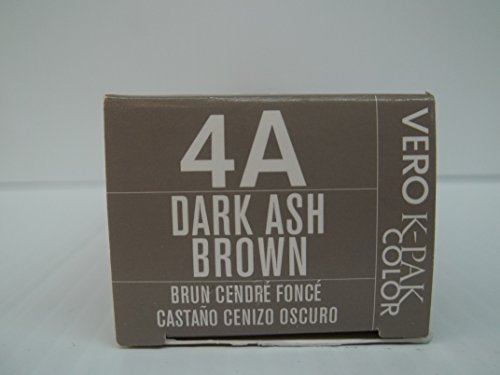 4A
DARK ASH
BROWN
BRUN CENDRÉ FONCÉ
CASTAÑO CENIZO OSCURO
VERO K-PAK
COLOR